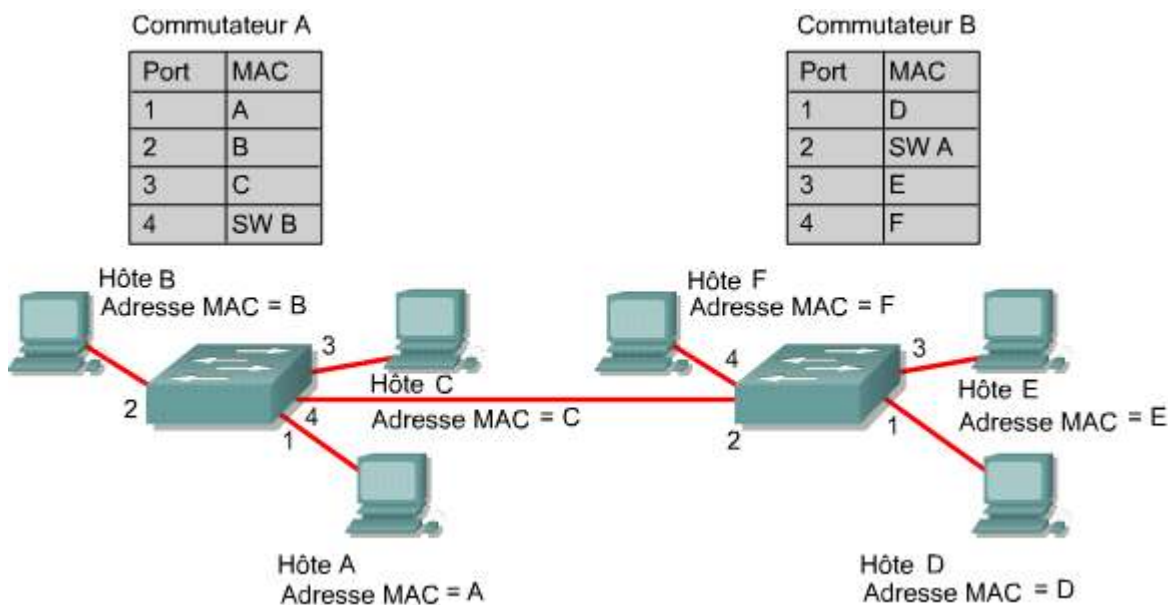 Commutateur A
Port MAC
1 A
2 B
3 C
4 SW B
Commutateur B
Port MAC
1 D
2 SW A
3 E
4 F
Hôte B
Adresse MAC = B
Hôte F
Adresse MAC = F
3
4
3
Hôte C
Adresse MAC = C
Hôte E
Adresse MAC = E
2
4
1
2
1
Hôte A
Adresse MAC = A
Hôte D
Adresse MAC = D